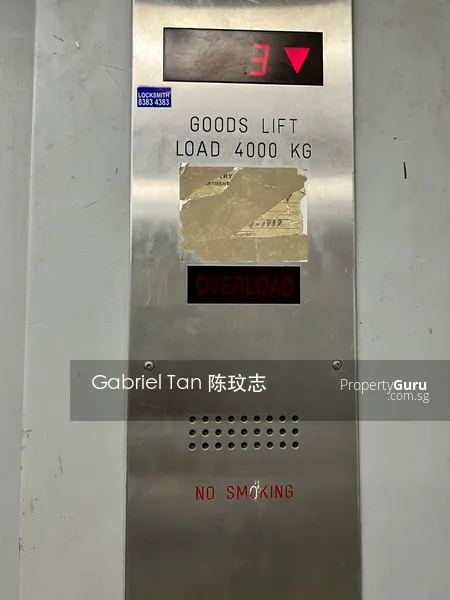 3
LOCKSMITH
8383 4383
GOODS LIFT
LOAD 4000 KG
OVERLOAD
Gabriel Tan 陈玟志
PropertyGuru
.com.sg
NO SMOKING